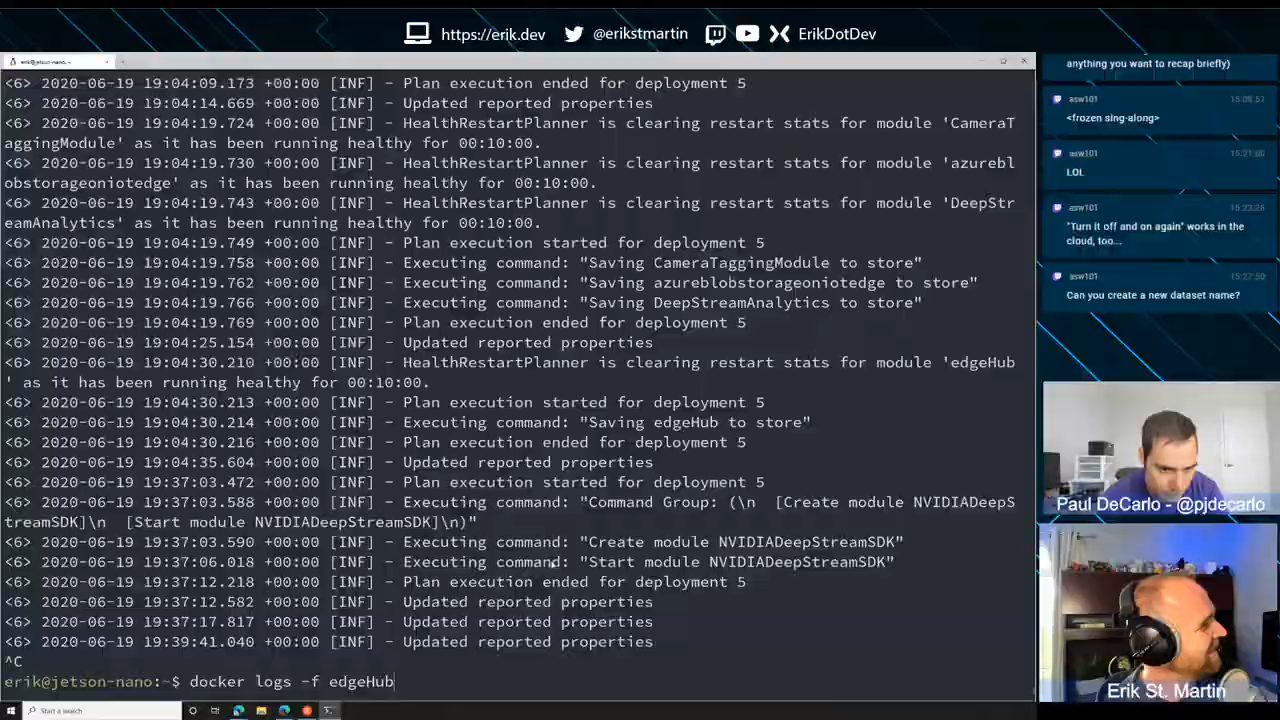 https://erik.dev @erikstmartin ErikDotDev
erik@jetson-nano: ~
<6> 2020-06-19 19:04:09.173 +00:00 [INF] - Plan execution ended for deployment 5
<6> 2020-06-19 19:04:14.669 +00:00 [INF] - Updated reported properties
<6> 2020-06-19 19:04:19.724 +00:00 [INF] - HealthRestartPlanner is clearing restart stats for module 'CameraT
aggingModule' as it has been running healthy for 00:10:00.
<6> 2020-06-19 19:04:19.730 +00:00 [INF] - HealthRestartPlanner is clearing restart stats for module 'azurebl
obstorageoniotedge' as it has been running healthy for 00:10:00.
<6> 2020-06-19 19:04:19.743 +00:00 [INF] - HealthRestartPlanner is clearing restart stats for module 'DeepStr
eamAnalytics' as it has been running healthy for 00:10:00.
<6> 2020-06-19 19:04:19.749 +00:00 [INF] - Plan execution started for deployment 5
<6> 2020-06-19 19:04:19.758 +00:00 [INF] - Executing command: "Saving CameraTaggingModule to store"
<6> 2020-06-19 19:04:19.762 +00:00 [INF] - Executing command: "Saving azureblobstorageoniotedge to store"
<6> 2020-06-19 19:04:19.766 +00:00 [INF] - Executing command: "Saving DeepStreamAnalytics to store"
<6> 2020-06-19 19:04:19.769 +00:00 [INF] - Plan execution ended for deployment 5
<6> 2020-06-19 19:04:25.154 +00:00 [INF] - Updated reported properties
<6> 2020-06-19 19:04:30.210 +00:00 [INF] - HealthRestartPlanner is clearing restart stats for module 'edgeHub
' as it has been running healthy for 00:10:00.
<6> 2020-06-19 19:04:30.213 +00:00 [INF] - Plan execution started for deployment 5
<6> 2020-06-19 19:04:30.214 +00:00 [INF] - Executing command: "Saving edgeHub to store"
<6> 2020-06-19 19:04:30.216 +00:00 [INF] - Plan execution ended for deployment 5
<6> 2020-06-19 19:04:35.604 +00:00 [INF] - Updated reported properties
<6> 2020-06-19 19:37:03.472 +00:00 [INF] - Plan execution started for deployment 5
<6> 2020-06-19 19:37:03.588 +00:00 [INF] - Executing command: "Command Group: (\n  [Create module NVIDIADeepS
treamSDK]\n  [Start module NVIDIADeepStreamSDK]\n)"
<6> 2020-06-19 19:37:03.590 +00:00 [INF] - Executing command: "Create module NVIDIADeepStreamSDK"
<6> 2020-06-19 19:37:06.018 +00:00 [INF] - Executing command: "Start module NVIDIADeepStreamSDK"
<6> 2020-06-19 19:37:12.218 +00:00 [INF] - Plan execution ended for deployment 5
<6> 2020-06-19 19:37:12.582 +00:00 [INF] - Updated reported properties
<6> 2020-06-19 19:37:17.817 +00:00 [INF] - Updated reported properties
<6> 2020-06-19 19:39:41.040 +00:00 [INF] - Updated reported properties
^C
erik@jetson-nano:~$ docker logs -f edgeHub
Start a search
anything you want to recap briefly)
asw101 15:09:57
<frozen sing-along>
asw101 15:21:00
LOL
asw101 15:23:26
"Turn it off and on again" works in the
cloud, too...
asw101 15:27:50
Can you create a new dataset name?
Paul DeCarlo - @pjdecarlo
Erik St. Martin